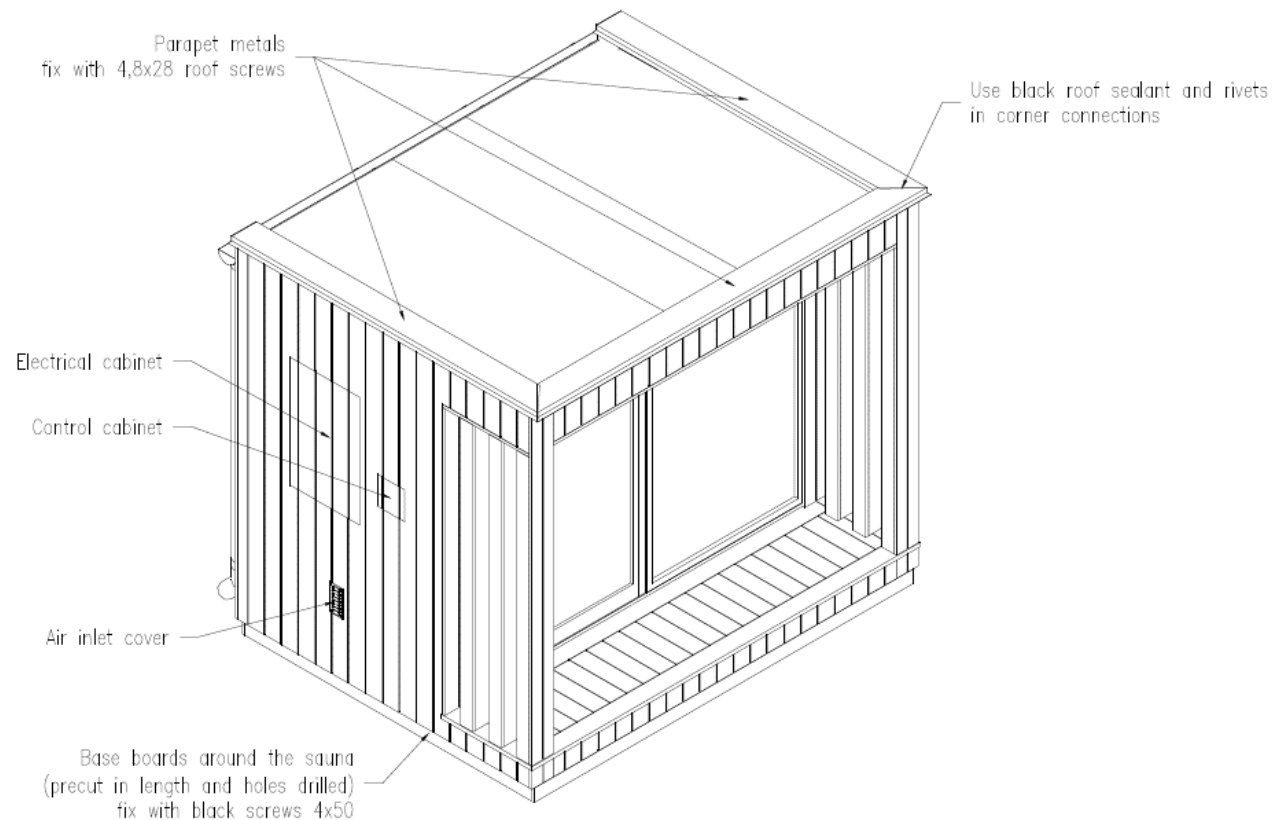 Parapet metals
fix with 4,8x28 roof screws
Use black roof sealant and rivets
in corner connections
Electrical cabinet
Control cabinet
Air inlet cover
Base boards around the sauna
(precut in length and holes drilled)
fix with black screws 4x50